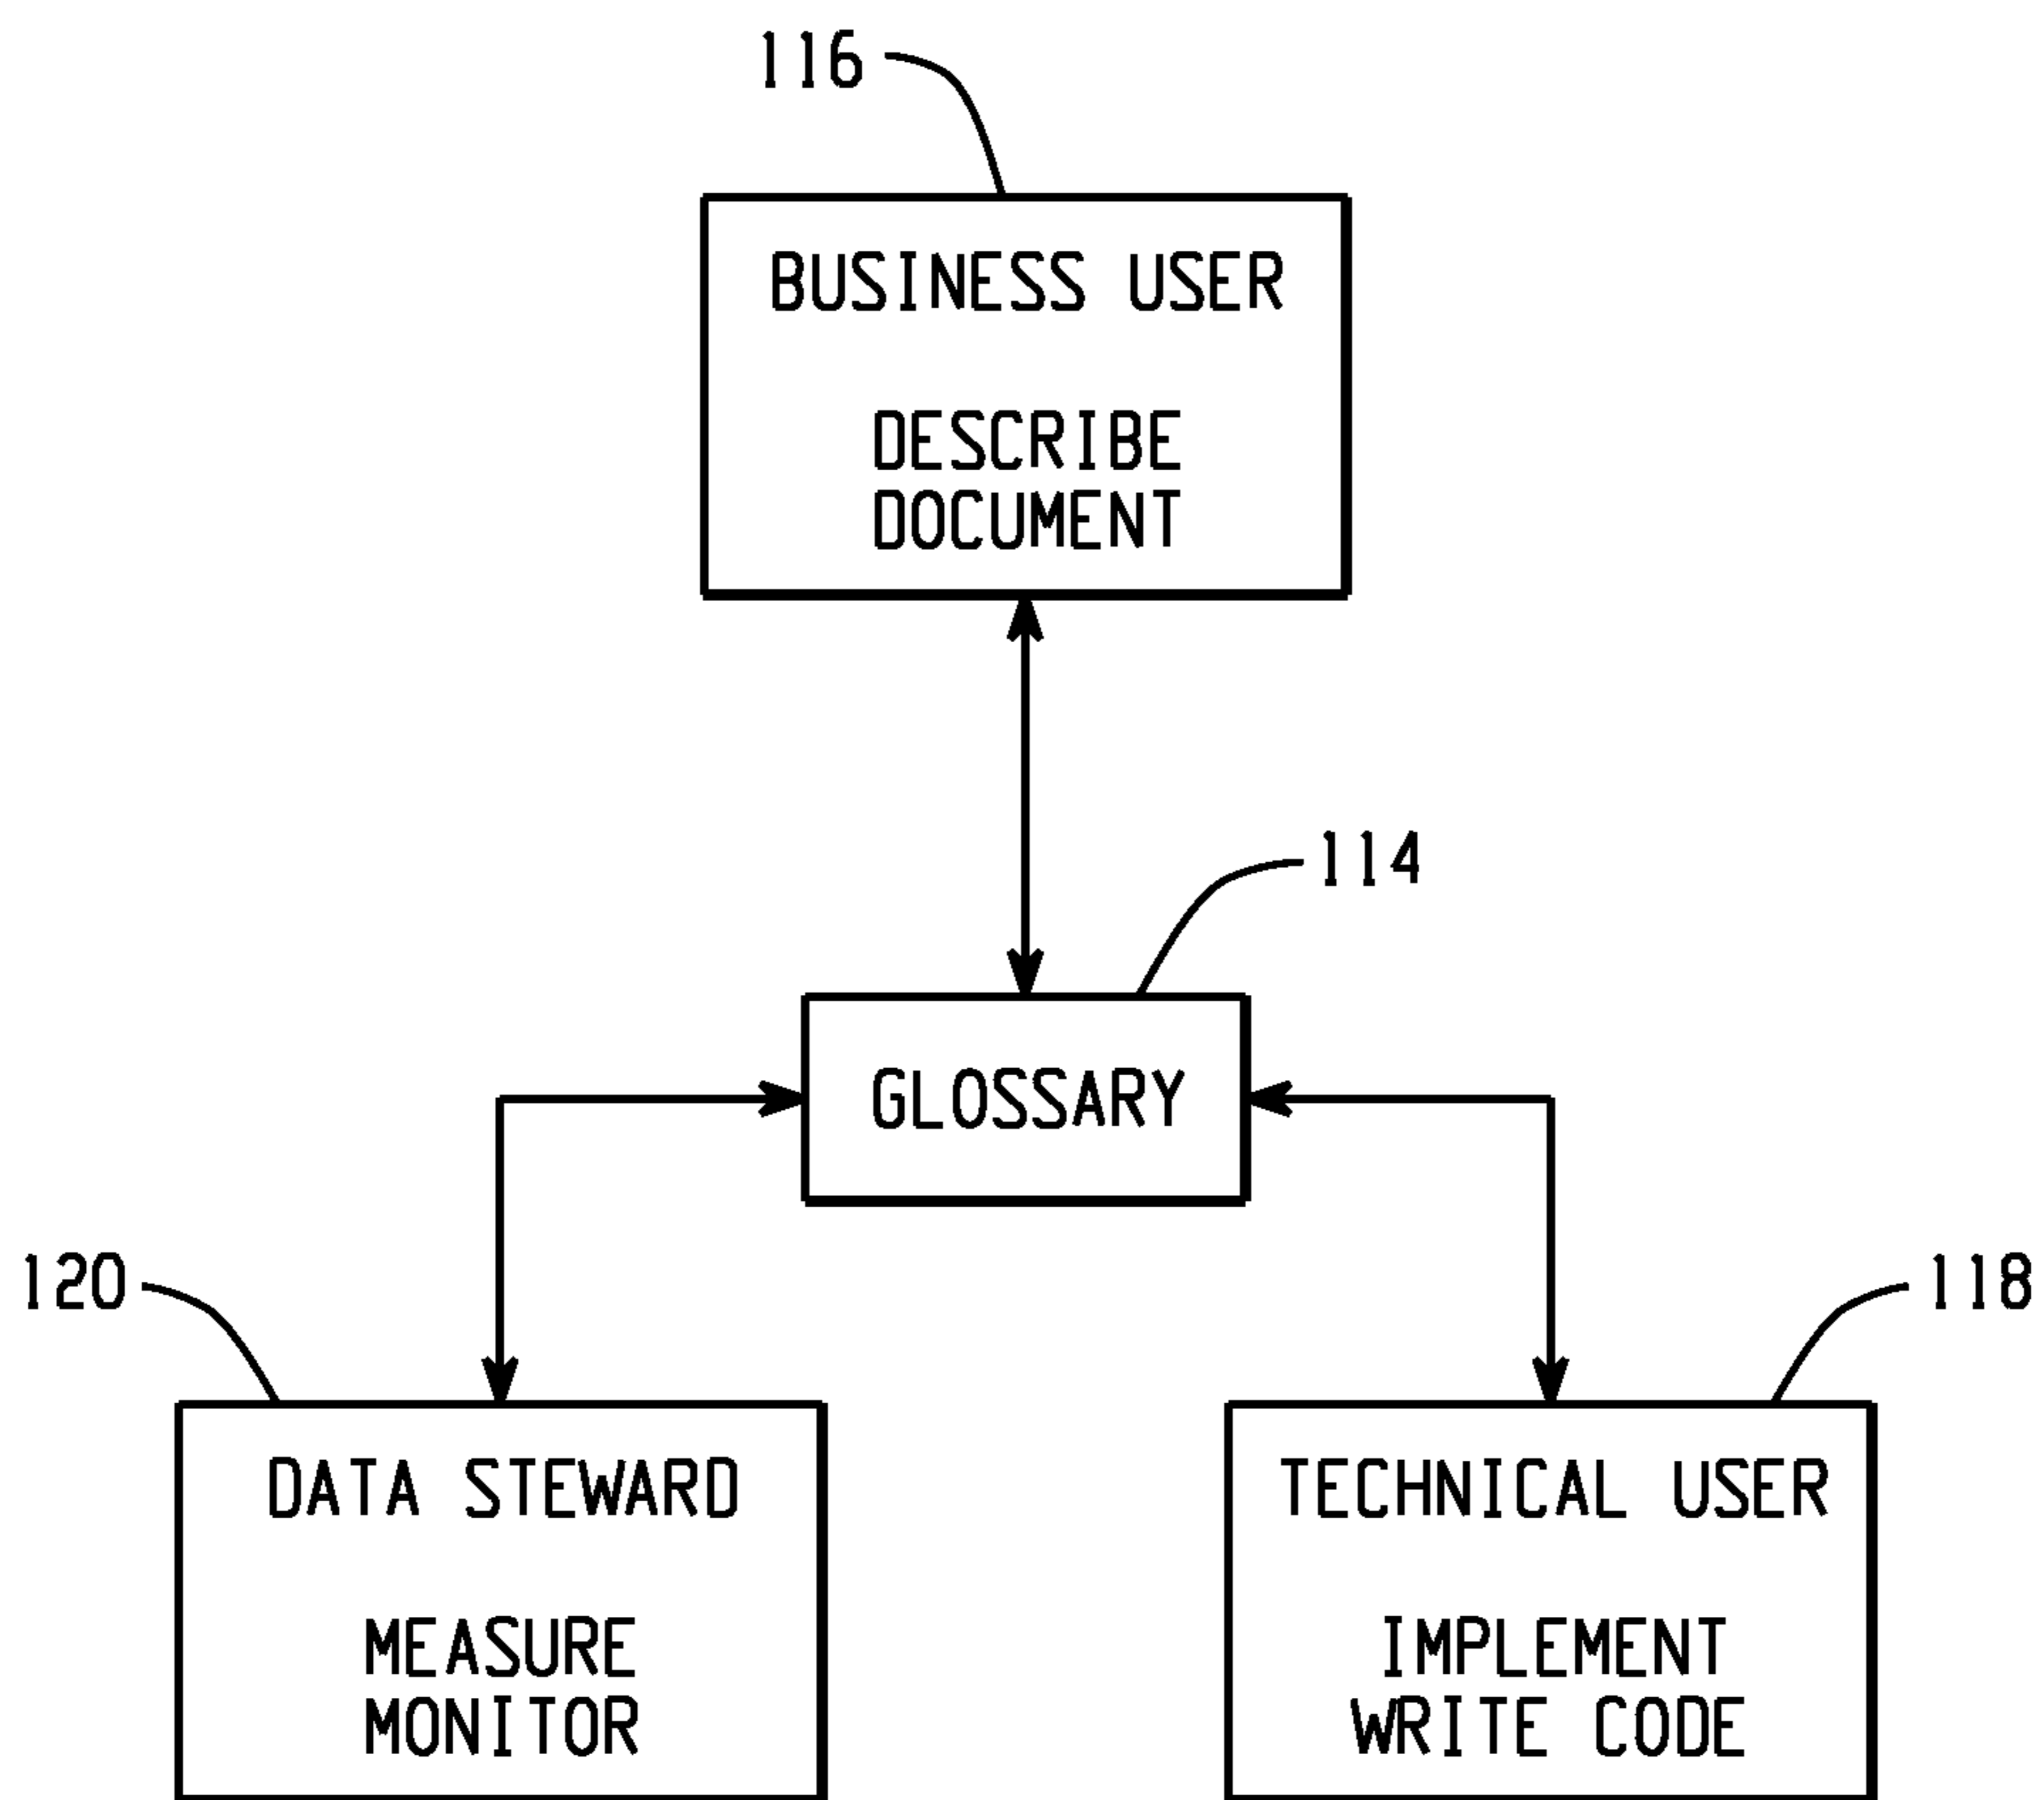 116
BUSINESS USER
DESCRIBE
DOCUMENT
114
GLOSSARY
120
118
DATA STEWARD
MEASURE
MONITOR
TECHNICAL USER
IMPLEMENT
WRITE CODE